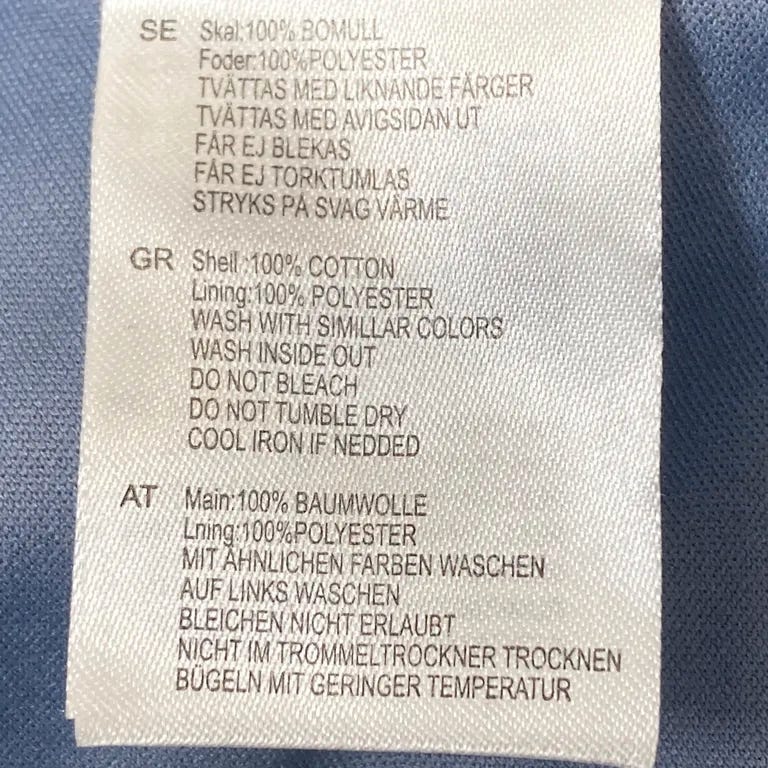 SE Skal:100% BOMULL
Foder:100%POLYESTER
TVÄTTAS MED LIKNANDE FÄRGER
TVÄTTAS MED AVIGSIDAN UT
FÅR EJ BLEKAS
FÅR EJ TORKTUMLAS
STRYKS PÅ SVAG VÄRME
GR Shell:100% COTTON
Lining:100% POLYESTER
WASH WITH SIMILLAR COLORS
WASH INSIDE OUT
DO NOT BLEACH
DO NOT TUMBLE DRY
COOL IRON IF NEDDED
AT Main:100% BAUMWOLLE
Lning:100%POLYESTER
MIT ÄHNLICHEN FARBEN WASCHEN
AUF LINKS WASCHEN
BLEICHEN NICHT ERLAUBT
NICHT IM TROMMELTROCKNER TROCKNEN
BÜGELN MIT GERINGER TEMPERATUR